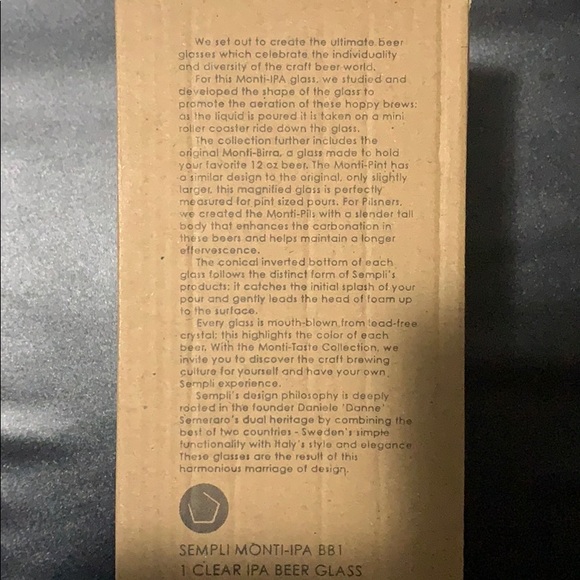 We set out to create the ultimate beer
glasses which celebrate the individuality
and diversity of the craft beer world.
For this Monti-IPA glass, we studied and
developed the shape of the glass to
promote the aeration of these hoppy brews:
as the liquid is poured it is taken on a mini
roller coaster ride down the glass.
The collection further includes the
original Monti-Birra, a glass made to hold
your favorite 12 oz beer. The Monti-Pint has
a similar design to the original, only slightly
larger, this magnified glass is perfectly
measured for pint sized pours. For Pilsners,
we created the Monti-Pils with a slender tall
body that enhances the carbonation in
these beers and helps maintain a longer
effervescence.
The conical inverted bottom of each
glass follows the distinct form of Sempli's
products: it catches the initial splash of your
pour and gently leads the head of foam up
to the surface.
Every glass is mouth-blown from lead-free
crystal; this highlights the color of each
beer. With the Monti-Taste Collection, we
invite you to discover the craft brewing
culture for yourself and have your own
Sempli experience.
Sempli's design philosophy is deeply
rooted in the founder Daniele 'Danne'
Semeraro's dual heritage by combining the
best of two countries - Sweden's simple
functionality with Italy's style and elegance.
These glasses are the result of this
harmonious marriage of design.
SEMPLI MONTI-IPA BB1
1 CLEAR IPA BEER GLASS